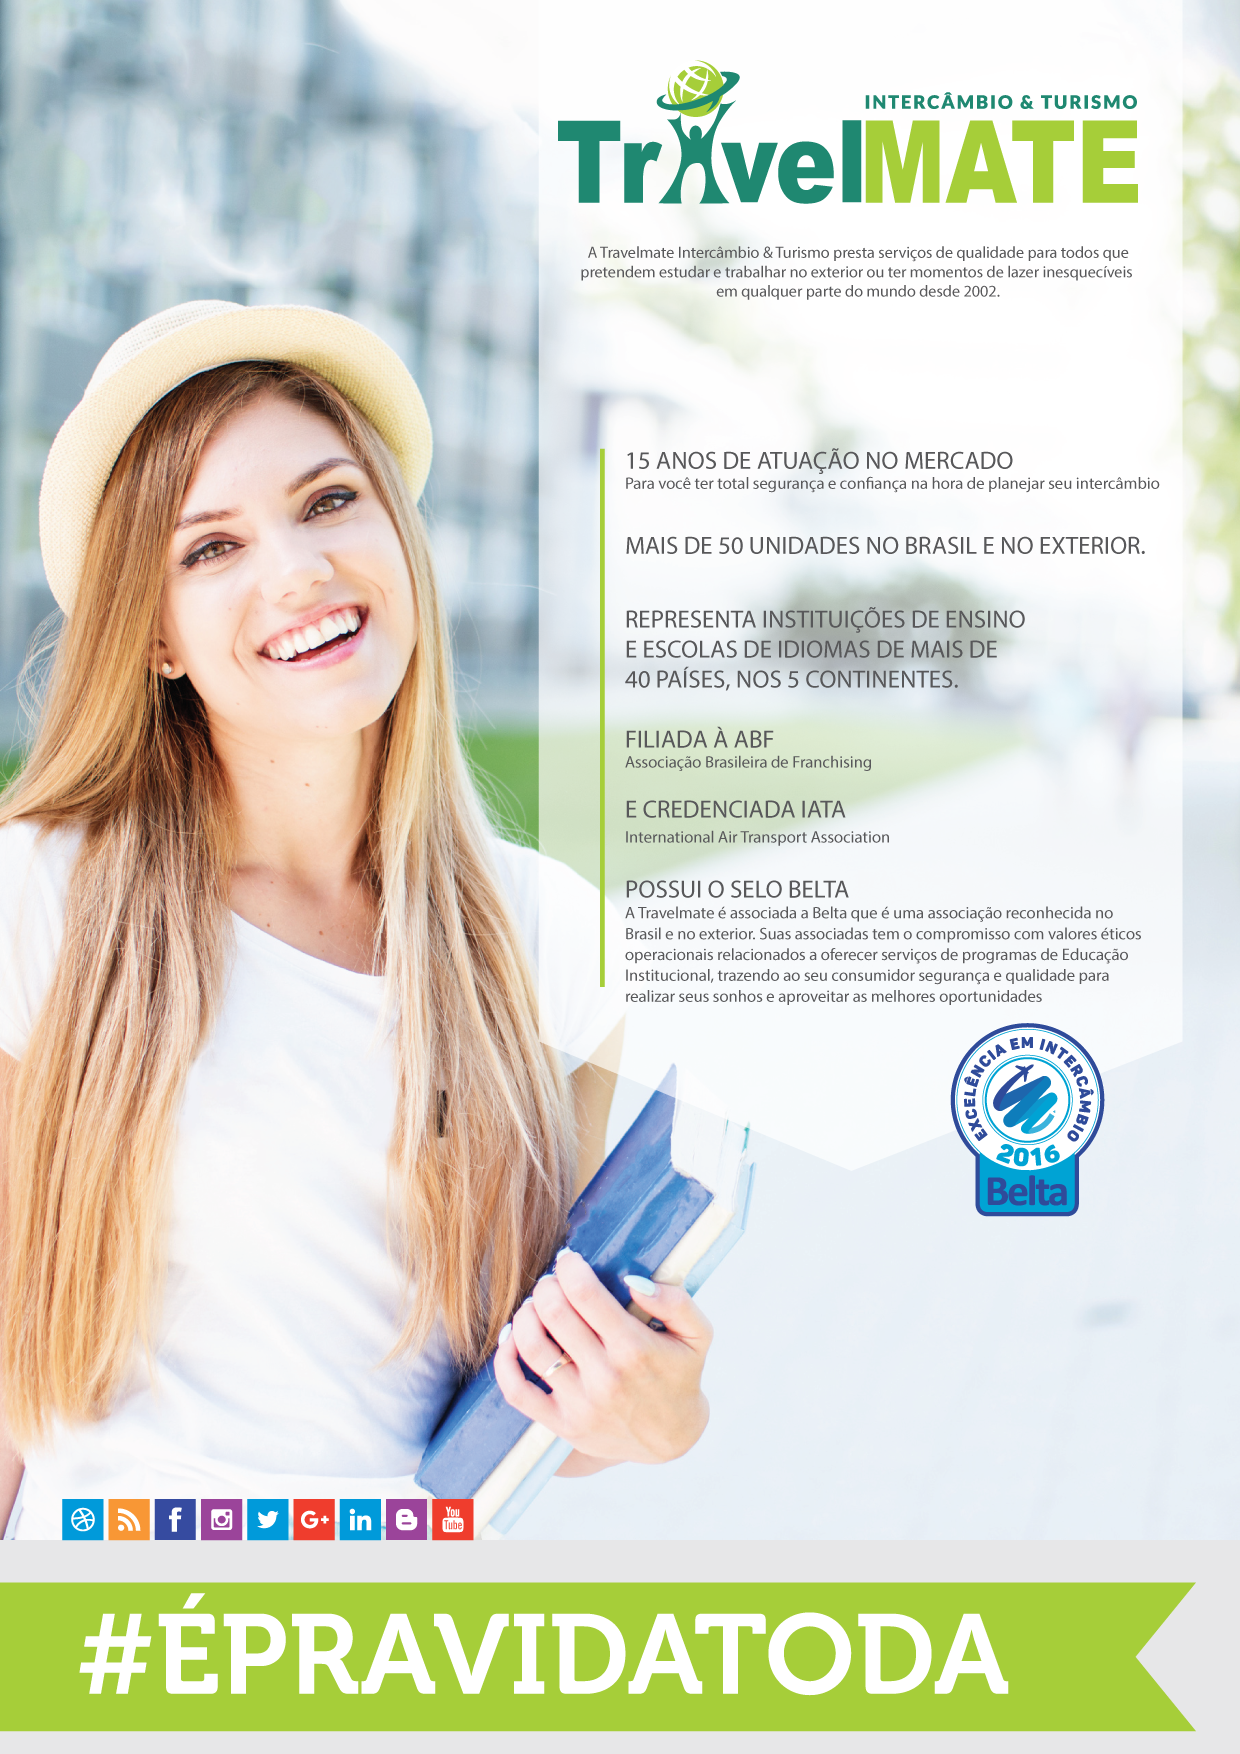 INTERCÂMBIO & TURISMO
TravelMATE
A Travelmate Intercâmbio & Turismo presta serviços de qualidade para todos que
pretendem estudar e trabalhar no exterior ou ter momentos de lazer inesquecíveis
em qualquer parte do mundo desde 2002.
15 ANOS DE ATUAÇÃO NO MERCADO
Para você ter total segurança e confiança na hora de planejar seu intercâmbio
MAIS DE 50 UNIDADES NO BRASIL E NO EXTERIOR.
REPRESENTA INSTITUIÇÕES DE ENSINO
E ESCOLAS DE IDIOMAS DE MAIS DE
40 PAÍSES, NOS 5 CONTINENTES.
FILIADA À ABF
Associação Brasileira de Franchising
E CREDENCIADA IATA
International Air Transport Association
POSSUI O SELO BELTA
A Travelmate é associada a Belta que é uma associação reconhecida no
Brasil e no exterior. Suas associadas tem o compromisso com valores éticos
operacionais relacionados a oferecer serviços de programas de Educação
Institucional, trazendo ao seu consumidor segurança e qualidade para
realizar seus sonhos e aproveitar as melhores oportunidades
EXCELÊNCIA EM INTERCÂMBIO
2016
Belta
f G+ in B You Tube
#ÉPRAVIDATODA